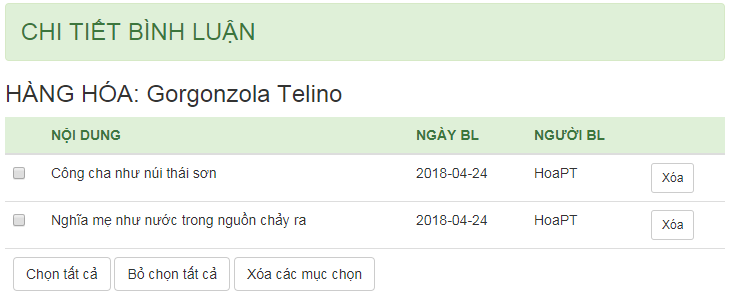 CHI TIẾT BÌNH LUẬN
HÀNG HÓA: Gorgonzola Telino
NỘI DUNG NGÀY BL NGƯỜI BL
Công cha như núi thái sơn 2018-04-24 HoaPT Xóa
Nghĩa mẹ như nước trong nguồn chảy ra 2018-04-24 HoaPT Xóa
Chọn tất cả Bỏ chọn tất cả Xóa các mục chọn